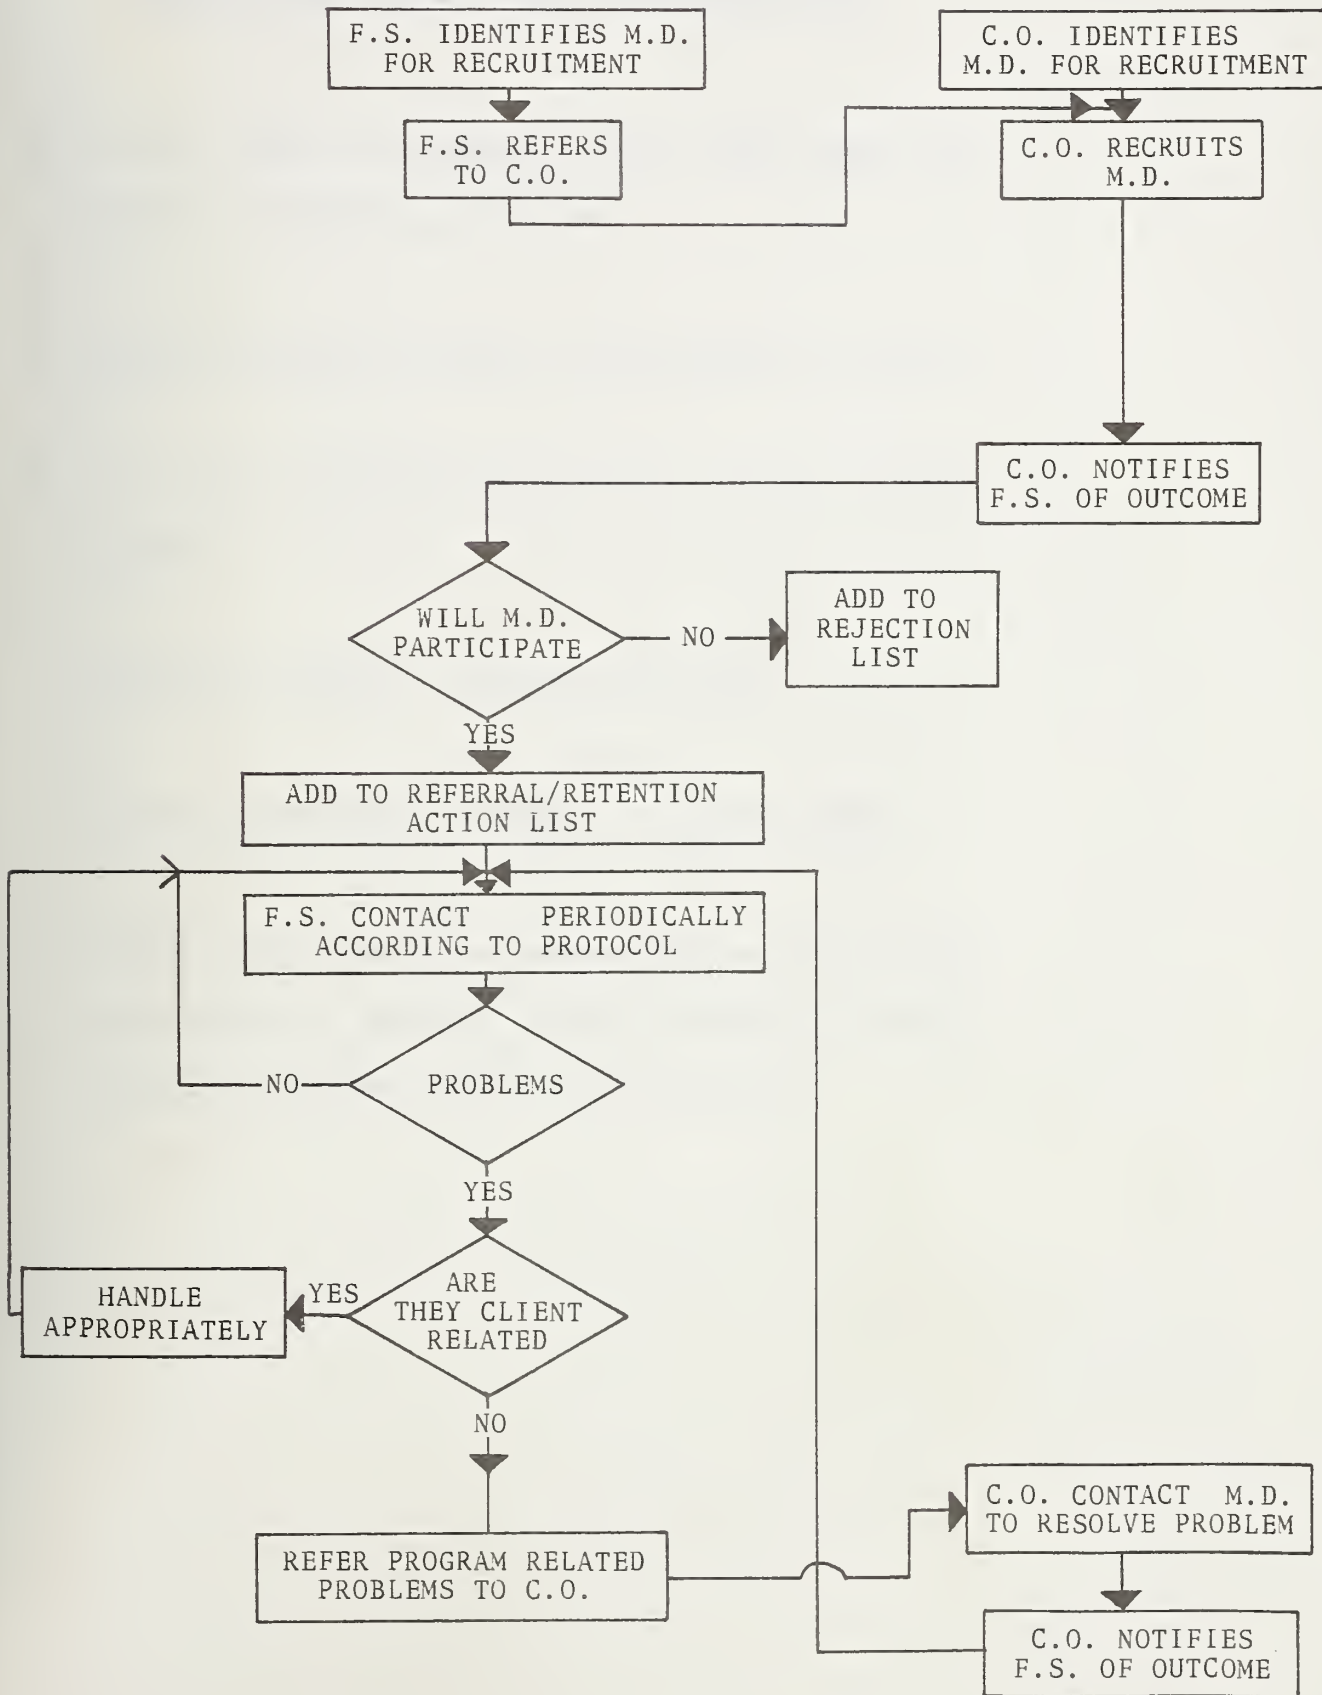 F.S. IDENTIFIES M.D.
FOR RECRUITMENT
C.O. IDENTIFIES
M.D. FOR RECRUITMENT
F.S. REFERS
TO C.O.
C.O. RECRUITS
M.D.
C.O. NOTIFIES
F.S. OF OUTCOME
WILL M.D.
PARTICIPATE
NO
ADD TO
REJECTION
LIST
YES
ADD TO REFERRAL/RETENTION
ACTION LIST
F.S. CONTACT PERIODICALLY
ACCORDING TO PROTOCOL
NO
PROBLEMS
YES
HANDLE
APPROPRIATELY
YES
ARE
THEY CLIENT
RELATED
NO
REFER PROGRAM RELATED
PROBLEMS TO C.O.
C.O. CONTACT M.D.
TO RESOLVE PROBLEM
C.O. NOTIFIES
F.S. OF OUTCOME